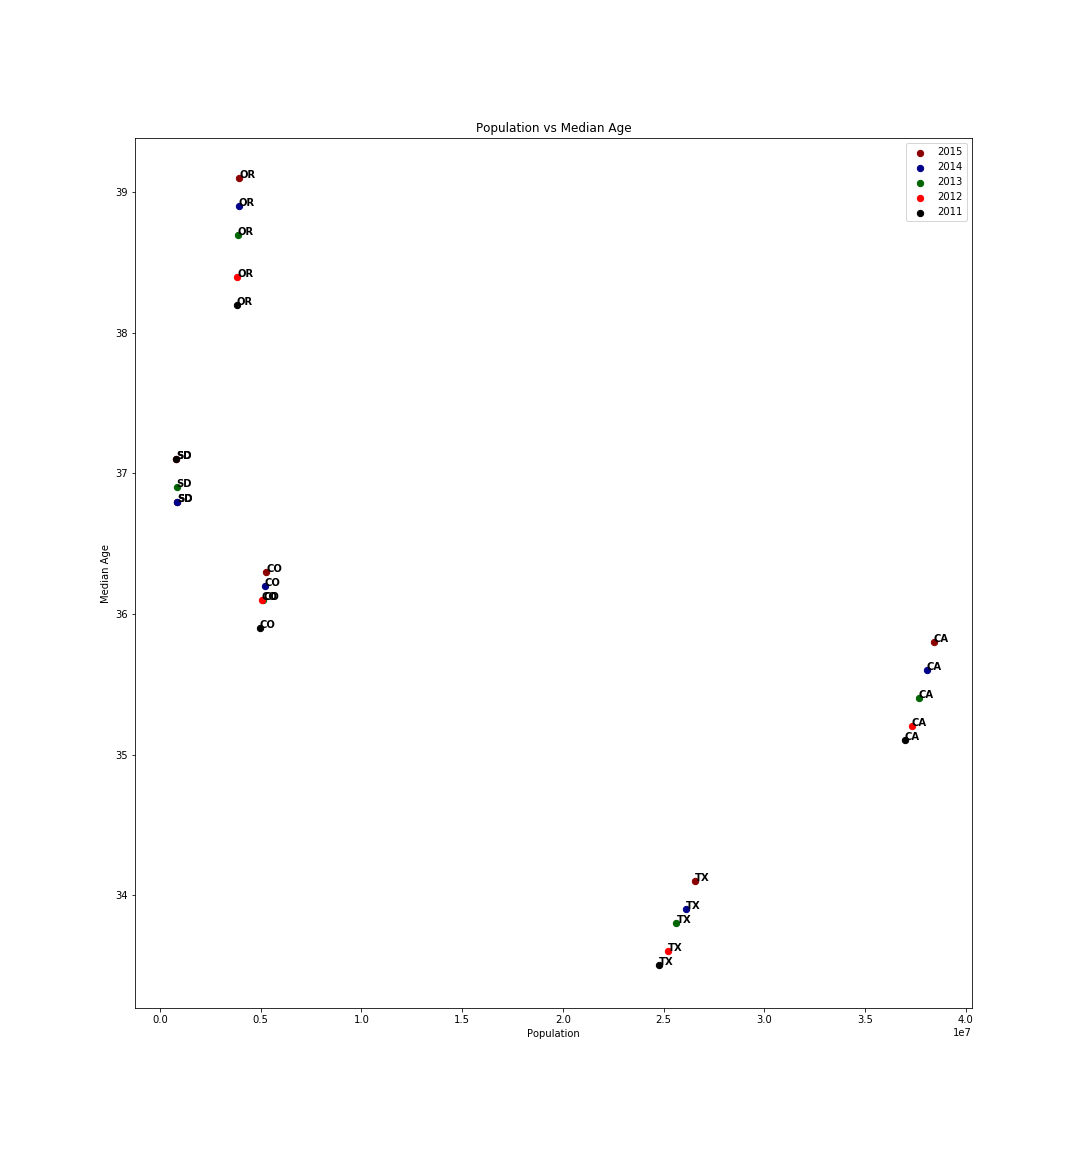 Population vs Median Age
2015
2014
2013
2012
2011
OR
OR
OR
OR
OR
SD
SD
SD
CO
CO
CO
CO
CA
CA
CA
CA
CA
TX
TX
TX
TX
TX
39
38
37
36
35
34
Median Age
0.0 0.5 1.0 1.5 2.0 2.5 3.0 3.5 4.0
1e7
Population